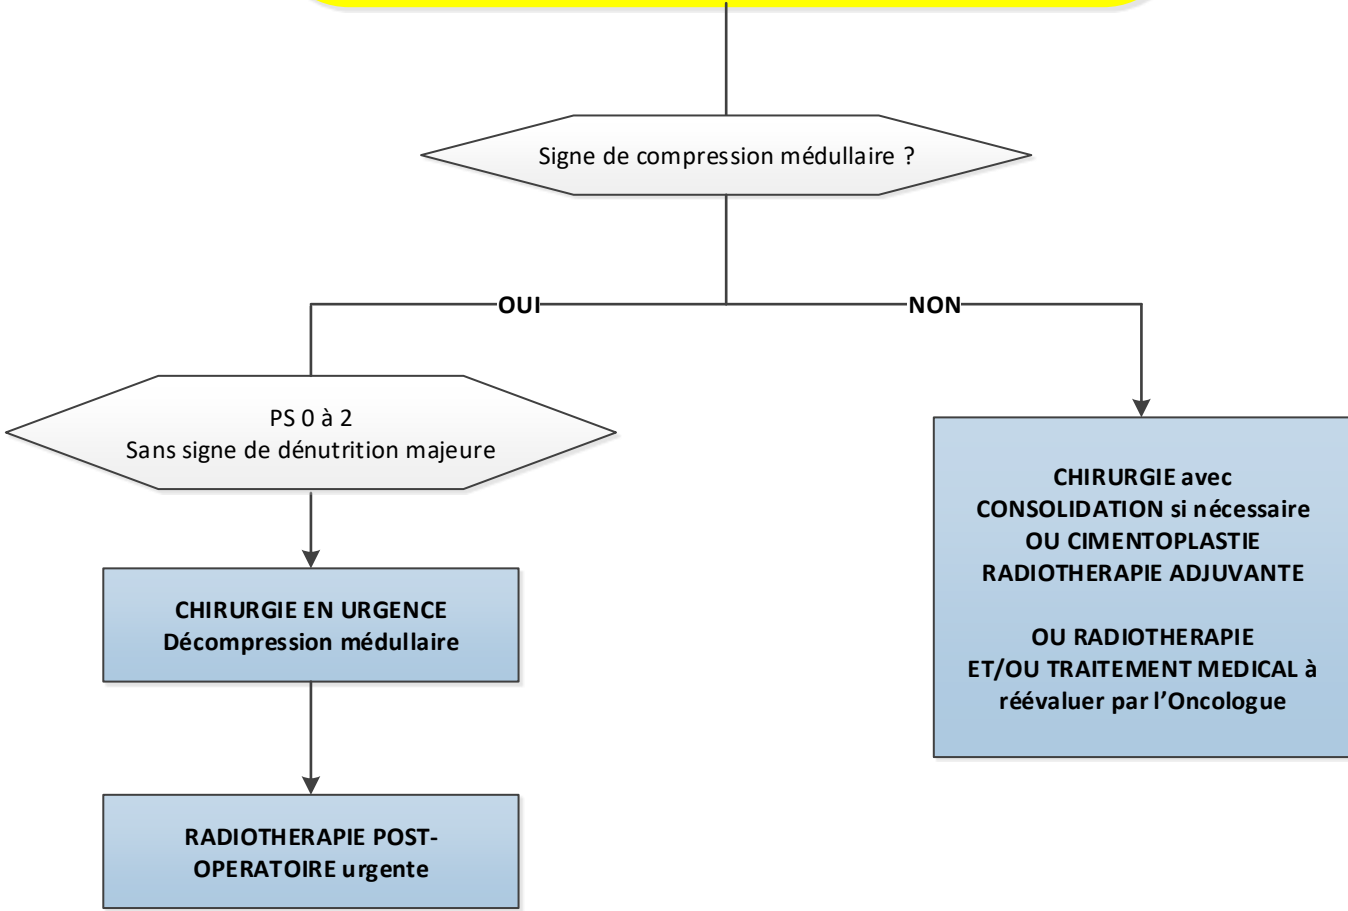 Signe de compression médullaire ?
OUI
NON
PS 0 à 2
Sans signe de dénutrition majeure
CHIRURGIE EN URGENCE
Décompression médullaire
RADIOTHERAPIE POST-
OPERATOIRE urgente
CHIRURGIE avec
CONSOLIDATION si nécessaire
OU CIMENTOPLASTIE
RADIOTHERAPIE ADJUVANTE
OU RADIOTHERAPIE
ET/OU TRAITEMENT MEDICAL à
réévaluer par l'Oncologue